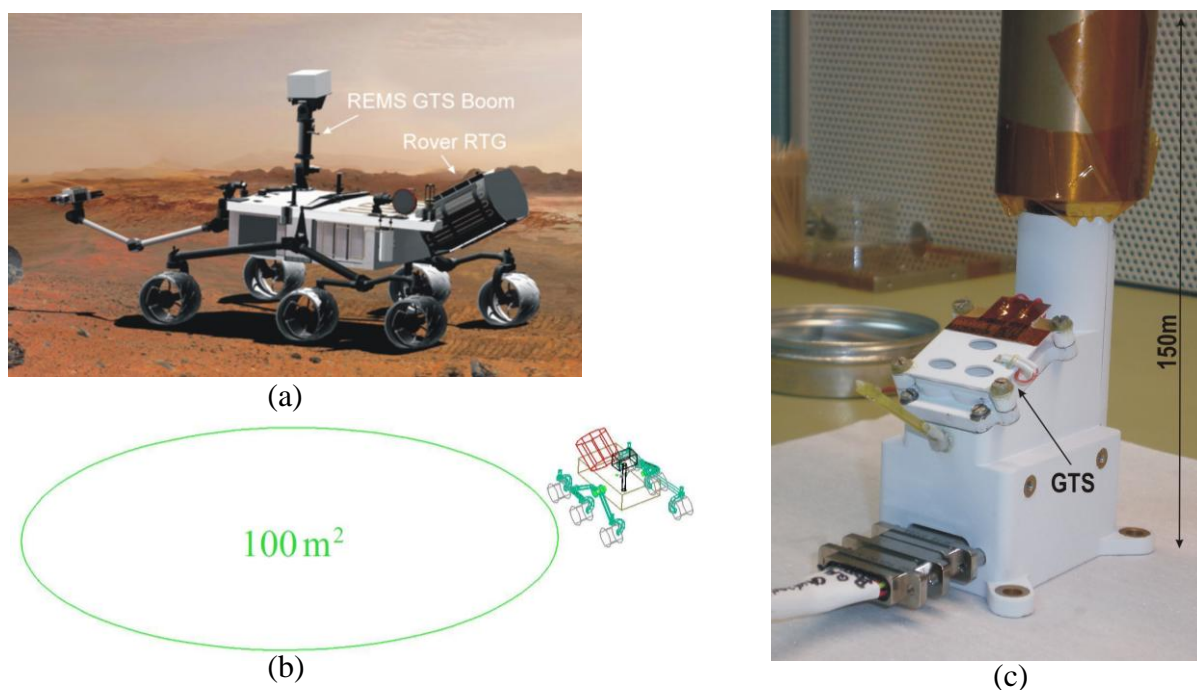 REMS GTS Boom
Rover RTG
(a)
100 m²
(b)
150m
GTS
(c)